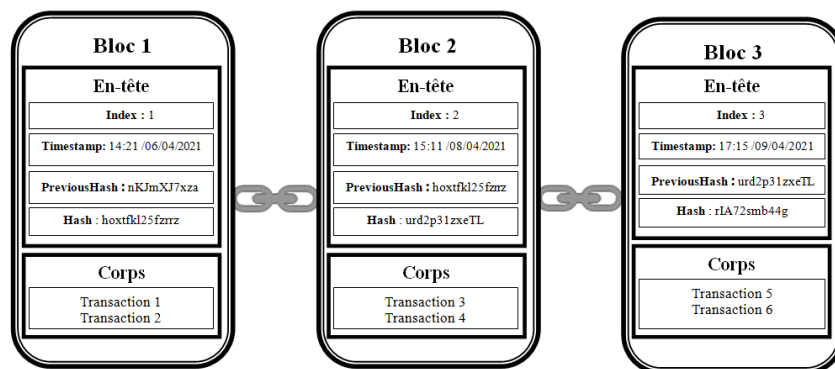 Bloc 1
En-tête
Index : 1
Timestamp: 14:21 /06/04/2021
PreviousHash : nKJmXJ7xza
Hash : hoxtfkl25fzrrz
Corps
Transaction 1
Transaction 2
Bloc 2
En-tête
Index : 2
Timestamp: 15:11 /08/04/2021
PreviousHash : hoxtfkl25fzrrz
Hash : urd2p31zxeTL
Corps
Transaction 3
Transaction 4
Bloc 3
En-tête
Index : 3
Timestamp: 17:15 /09/04/2021
PreviousHash : urd2p31zxeTL
Hash : rIA72smb44g
Corps
Transaction 5
Transaction 6